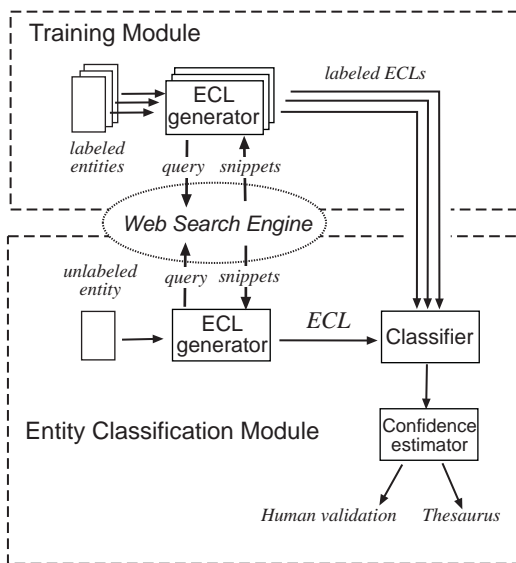 Training Module
labeled ECLs
ECL
generator
labeled
entities
query
snippets
Web Search Engine
unlabeled
entity
query
snippets
ECL
generator
ECL
Classifier
Entity Classification Module
Confidence
estimator
Human validation
Thesaurus